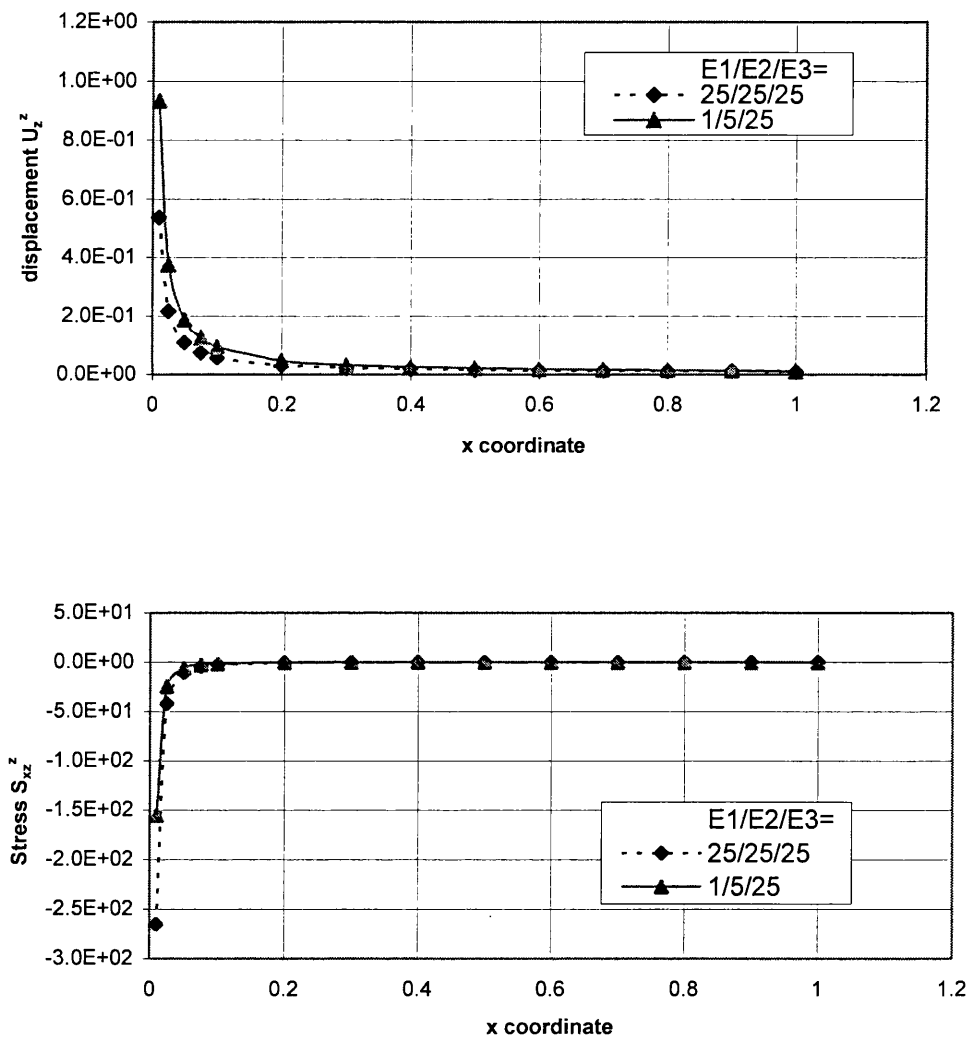 1.2E+00
1.0E+00
8.0E-01
6.0E-01
4.0E-01
2.0E-01
0.0E+00
displacement U_z^z
E1/E2/E3=
25/25/25
1/5/25
0 0.2 0.4 0.6 0.8 1 1.2
x coordinate
5.0E+01
0.0E+00
-5.0E+01
-1.0E+02
-1.5E+02
-2.0E+02
-2.5E+02
-3.0E+02
Stress S_xz^z
E1/E2/E3=
25/25/25
1/5/25
0 0.2 0.4 0.6 0.8 1 1.2
x coordinate